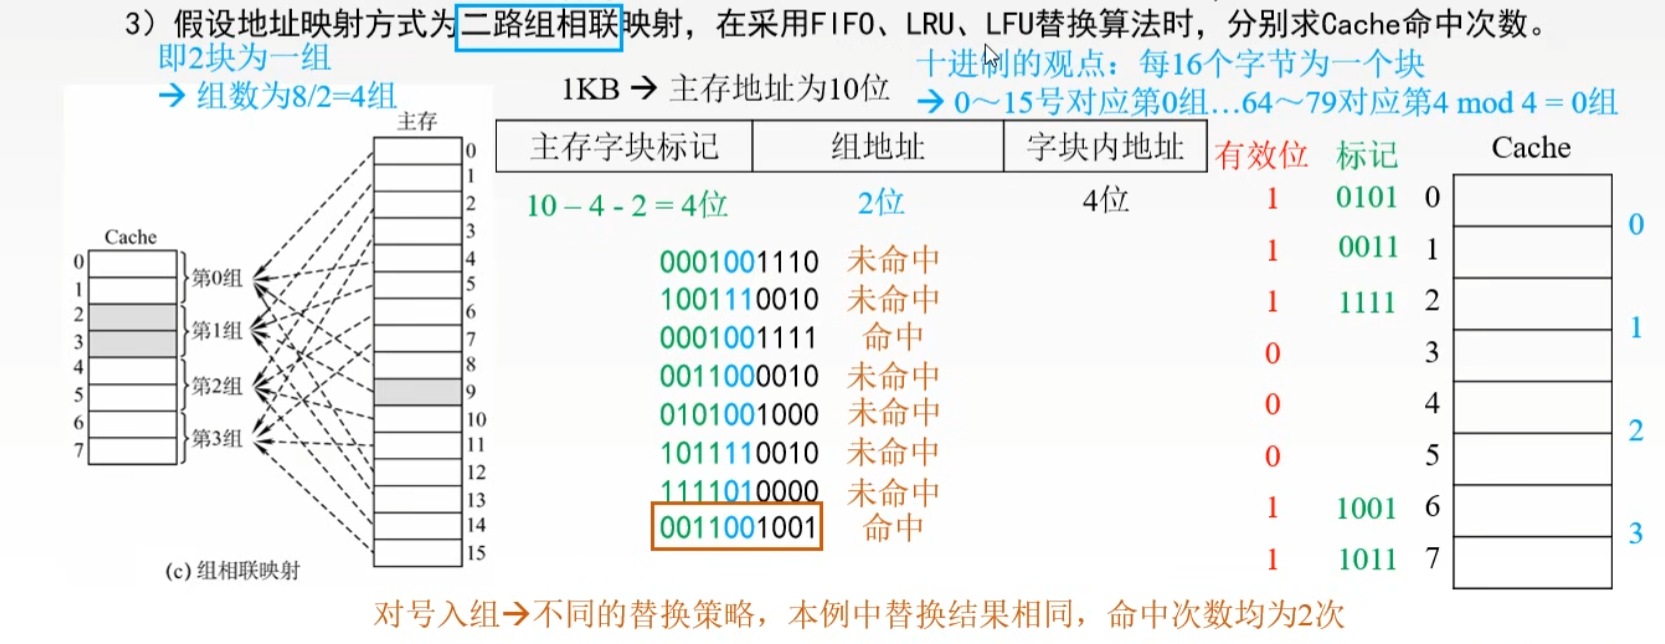 3）假设地址映射方式为二路组相联映射，在采用FIFO、LRU、LFU替换算法时，分别求Cache命中次数。
即2块为一组
→ 组数为8/2=4组
1KB → 主存地址为10位
十进制的观点：每16个字节为一个块
→ 0～15号对应第0组…64～79对应第4 mod 4 = 0组
主存字块标记 组地址 字块内地址
10 – 4 - 2 = 4位 2位 4位
0001001110 未命中
1001110010 未命中
0001001111 命中
0011000010 未命中
0101001000 未命中
1011110010 未命中
1111010000 未命中
0011001001 命中
有效位 标记 Cache
1 0101 0
0
1 0011 1
1 1111 2
1
0 3
0 4
2
0 5
1 1001 6
3
1 1011 7
主存
0
1
2
3
4
5
6
7
8
9
10
11
12
13
14
15
Cache
0
1
2
3
4
5
6
7
第0组
第1组
第2组
第3组
(c) 组相联映射
对号入组→不同的替换策略，本例中替换结果相同，命中次数均为2次